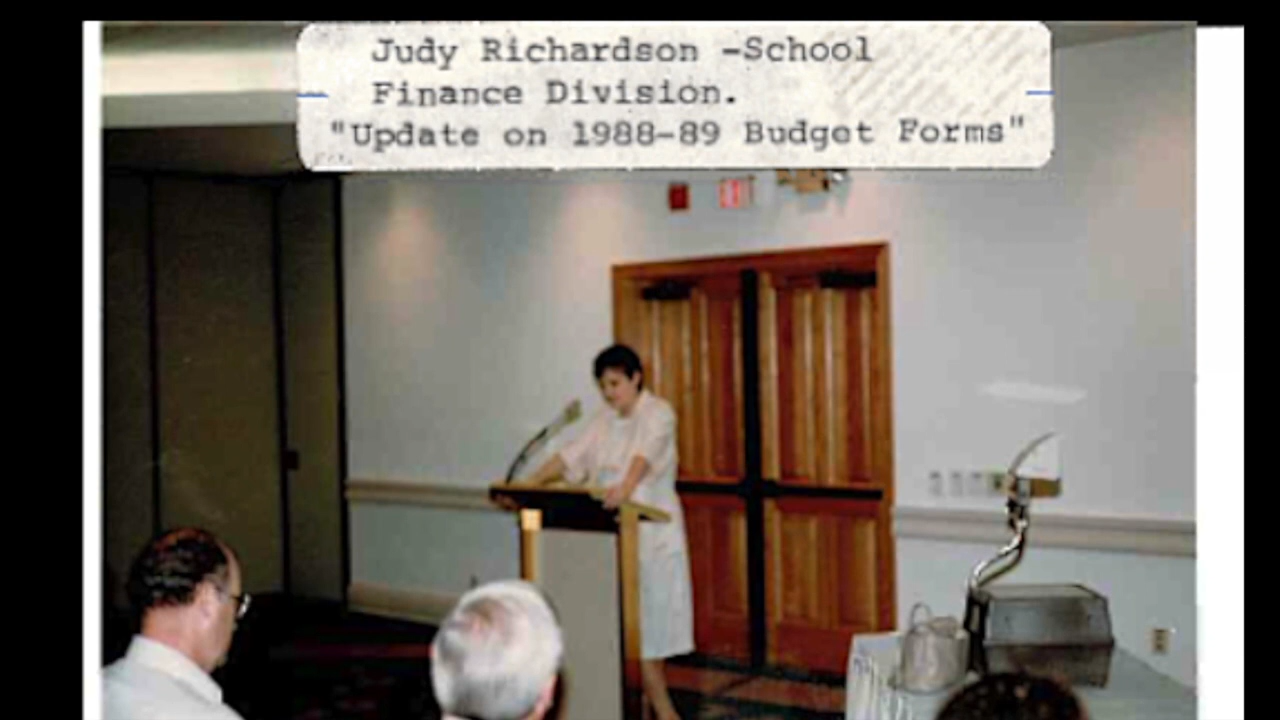 Judy Richardson -School
Finance Division.
"Update on 1988-89 Budget Forms"